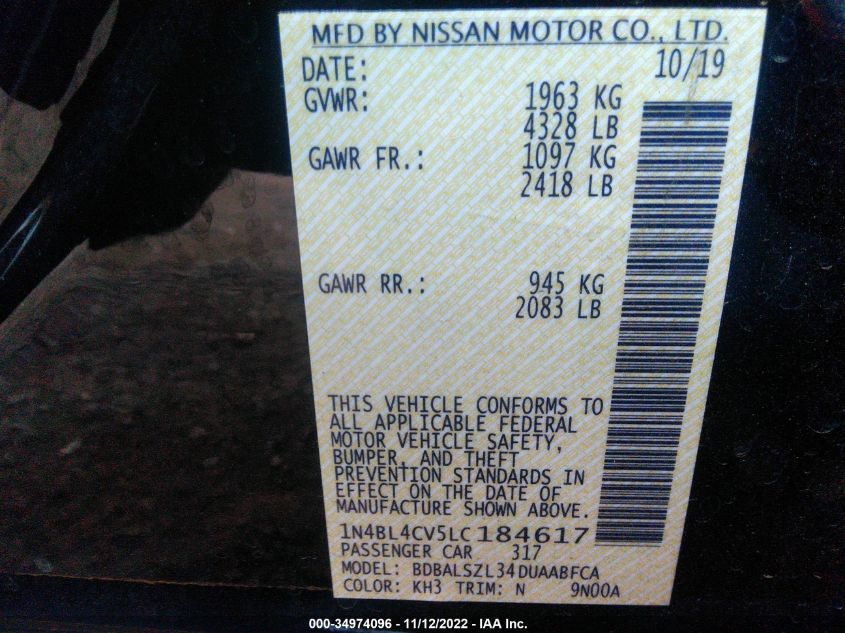 MFD BY NISSAN MOTOR CO., LTD.
DATE: 10/19
GVWR: 1963 KG
4328 LB
GAWR FR.: 1097 KG
2418 LB
GAWR RR.: 945 KG
2083 LB
THIS VEHICLE CONFORMS TO
ALL APPLICABLE FEDERAL
MOTOR VEHICLE SAFETY,
BUMPER, AND THEFT
PREVENTION STANDARDS IN
EFFECT ON THE DATE OF
MANUFACTURE SHOWN ABOVE.
1N4BL4CV5LC184617
PASSENGER CAR 317
MODEL: BDBALSZL34DUAABFCA
COLOR: KH3 TRIM: N 9N00A
000-34974096 — 11/12/2022 — IAA Inc.